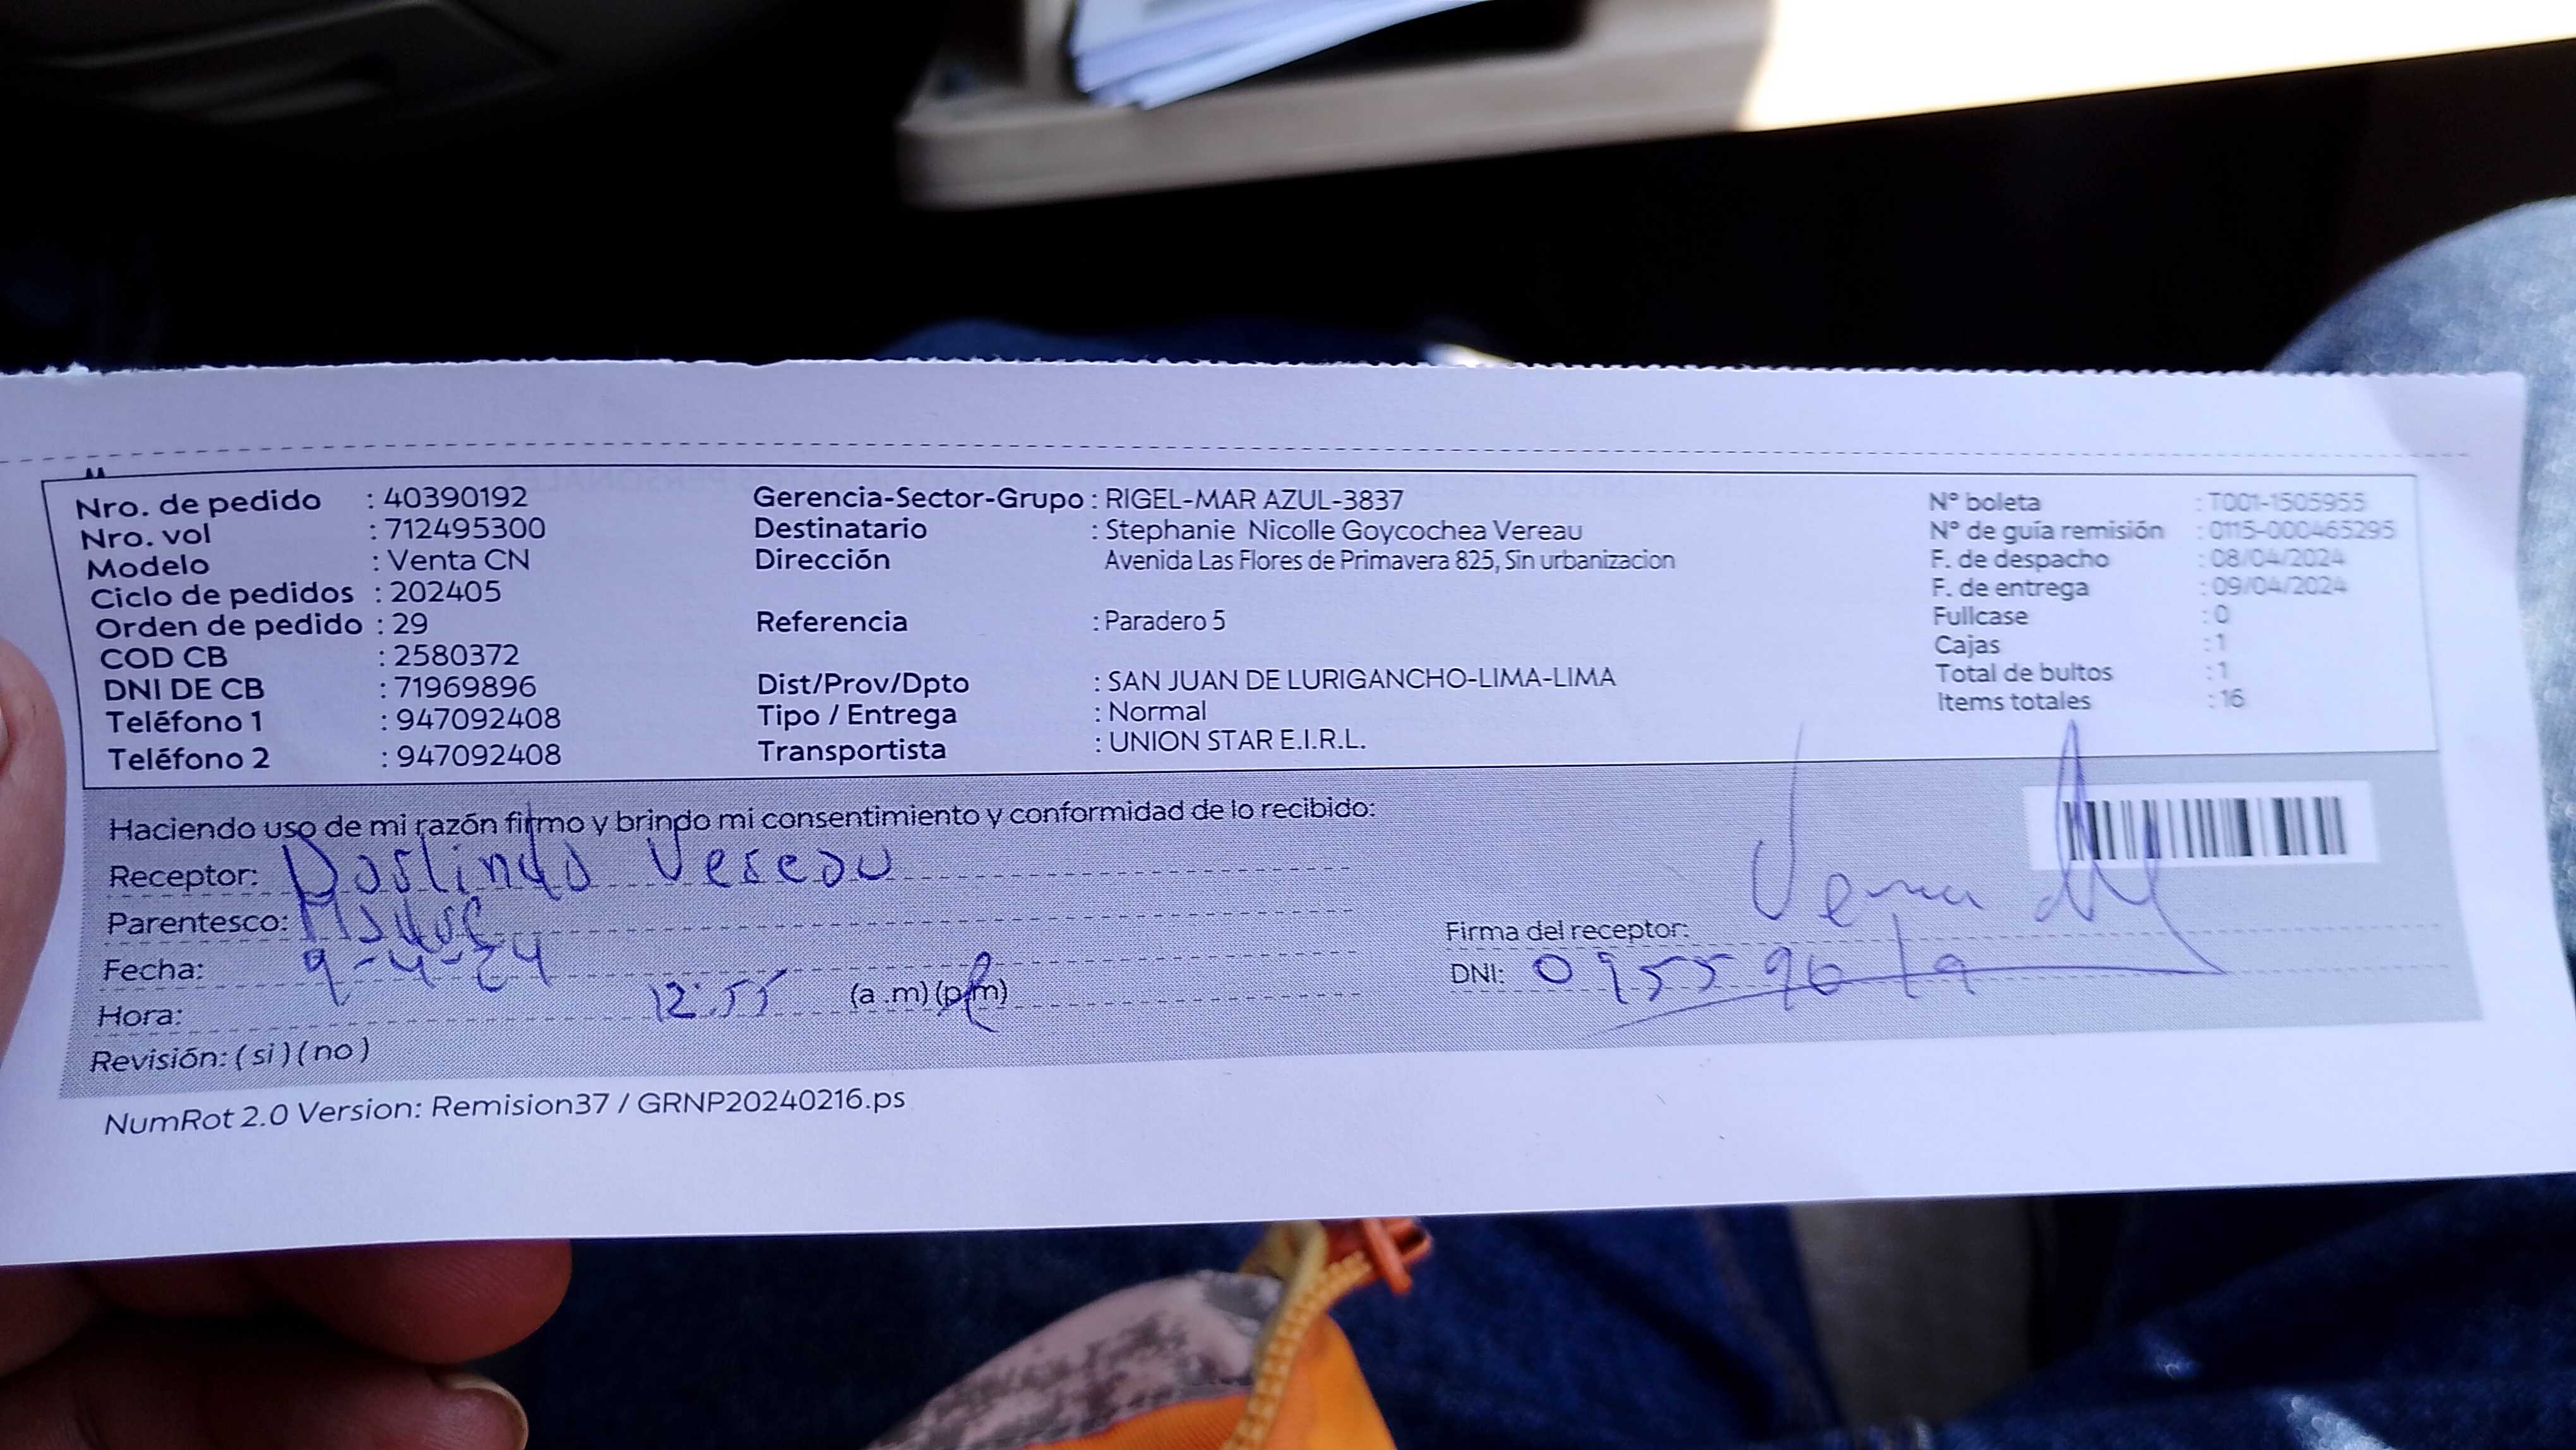 Nro. de pedido : 40390192
Nro. vol : 712495300
Modelo : Venta CN
Ciclo de pedidos : 202405
Orden de pedido : 29
COD CB : 2580372
DNI DE CB : 71969896
Teléfono 1 : 947092408
Teléfono 2 : 947092408
Gerencia-Sector-Grupo : RIGEL-MAR AZUL-3837
Destinatario : Stephanie Nicolle Goycochea Vereau
Dirección Avenida Las Flores de Primavera 825, Sin urbanizacion
Referencia : Paradero 5
Dist/Prov/Dpto : SAN JUAN DE LURIGANCHO-LIMA-LIMA
Tipo / Entrega : Normal
Transportista : UNION STAR E.I.R.L.
N° boleta : T001-1505955
N° de guía remisión : 0115-000465295
F. de despacho : 08/04/2024
F. de entrega : 09/04/2024
Fullcase : 0
Cajas : 1
Total de bultos : 1
Items totales : 16
Haciendo uso de mi razón firmo y brindo mi consentimiento y conformidad de lo recibido:
Receptor:
Parentesco: Madre
Fecha: 9-4-24
Hora: 12:55 (a .m) (p.m)
Revisión: ( si ) ( no )
Firma del receptor:
DNI:
NumRot 2.0 Version: Remision37 / GRNP20240216.ps